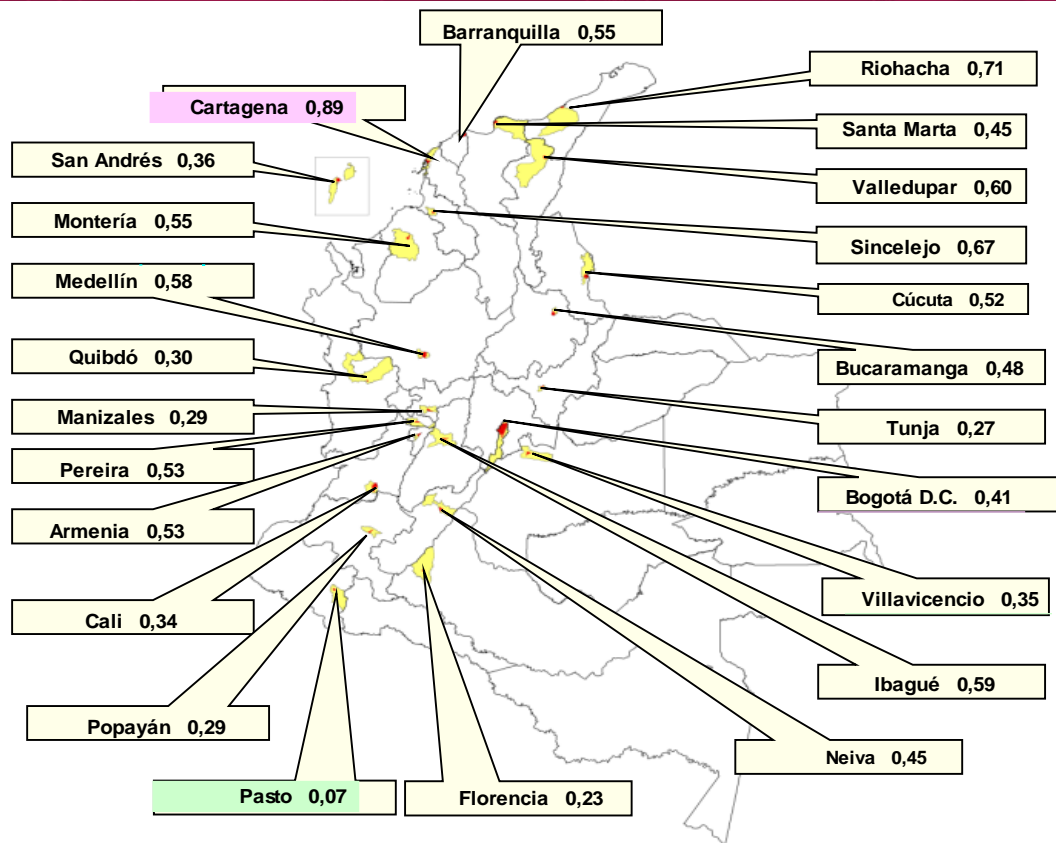 Barranquilla 0,55
Cartagena 0,89
San Andrés 0,36
Montería 0,55
Medellín 0,58
Quibdó 0,30
Manizales 0,29
Pereira 0,53
Armenia 0,53
Cali 0,34
Popayán 0,29
Pasto 0,07
Florencia 0,23
Riohacha 0,71
Santa Marta 0,45
Valledupar 0,60
Sincelejo 0,67
Cúcuta 0,52
Bucaramanga 0,48
Tunja 0,27
Bogotá D.C. 0,41
Villavicencio 0,35
Ibagué 0,59
Neiva 0,45